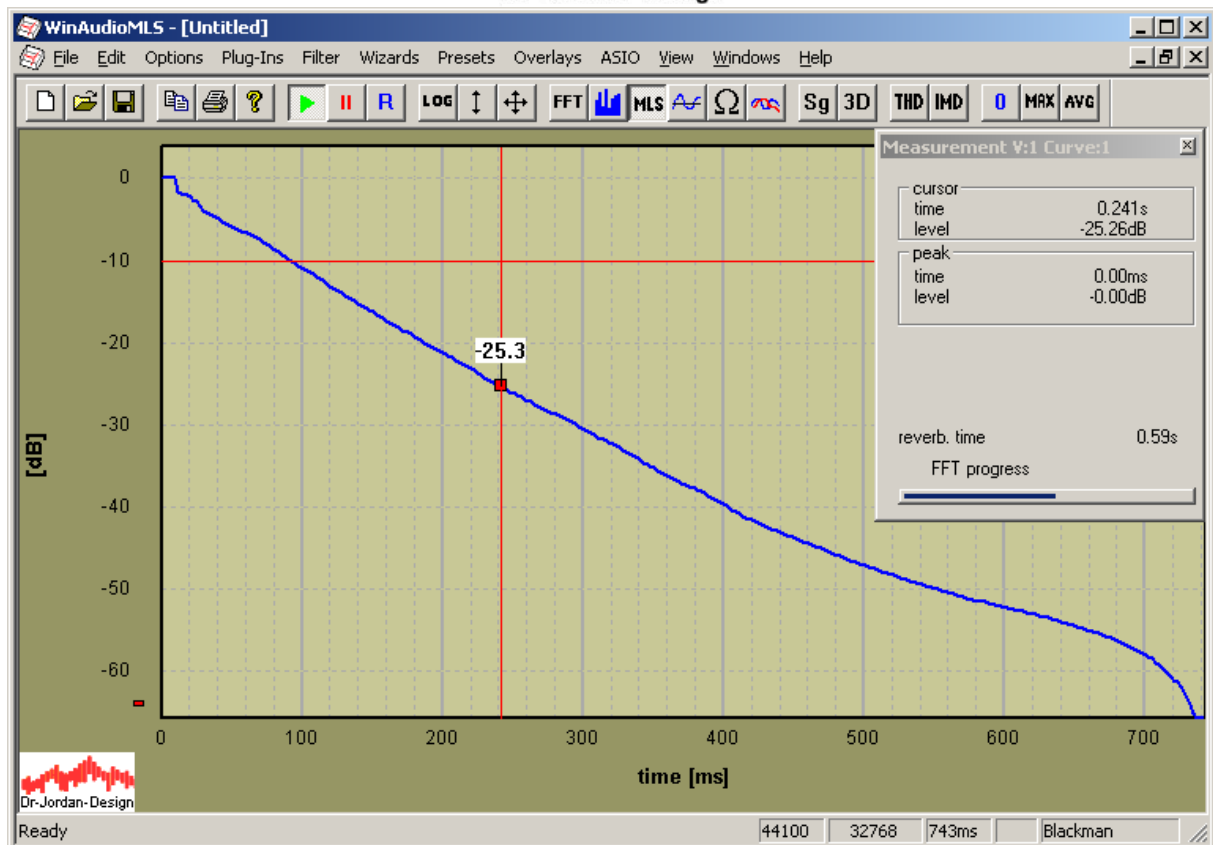 WinAudioMLS - [Untitled]
File Edit Options Plug-Ins Filter Wizards Presets Overlays ASIO View Windows Help
R LOG FFT MLS Ω Sg 3D THD IMD 0 MAX AVG
Measurement V:1 Curve:1
cursor
time 0.241s
level -25.26dB
peak
time 0.00ms
level -0.00dB
reverb. time 0.59s
FFT progress
0
-10
-20
-30
-40
-50
-60
[dB]
-25.3
0 100 200 300 400 500 600 700
time [ms]
Dr-Jordan-Design
Ready 44100 32768 743ms Blackman